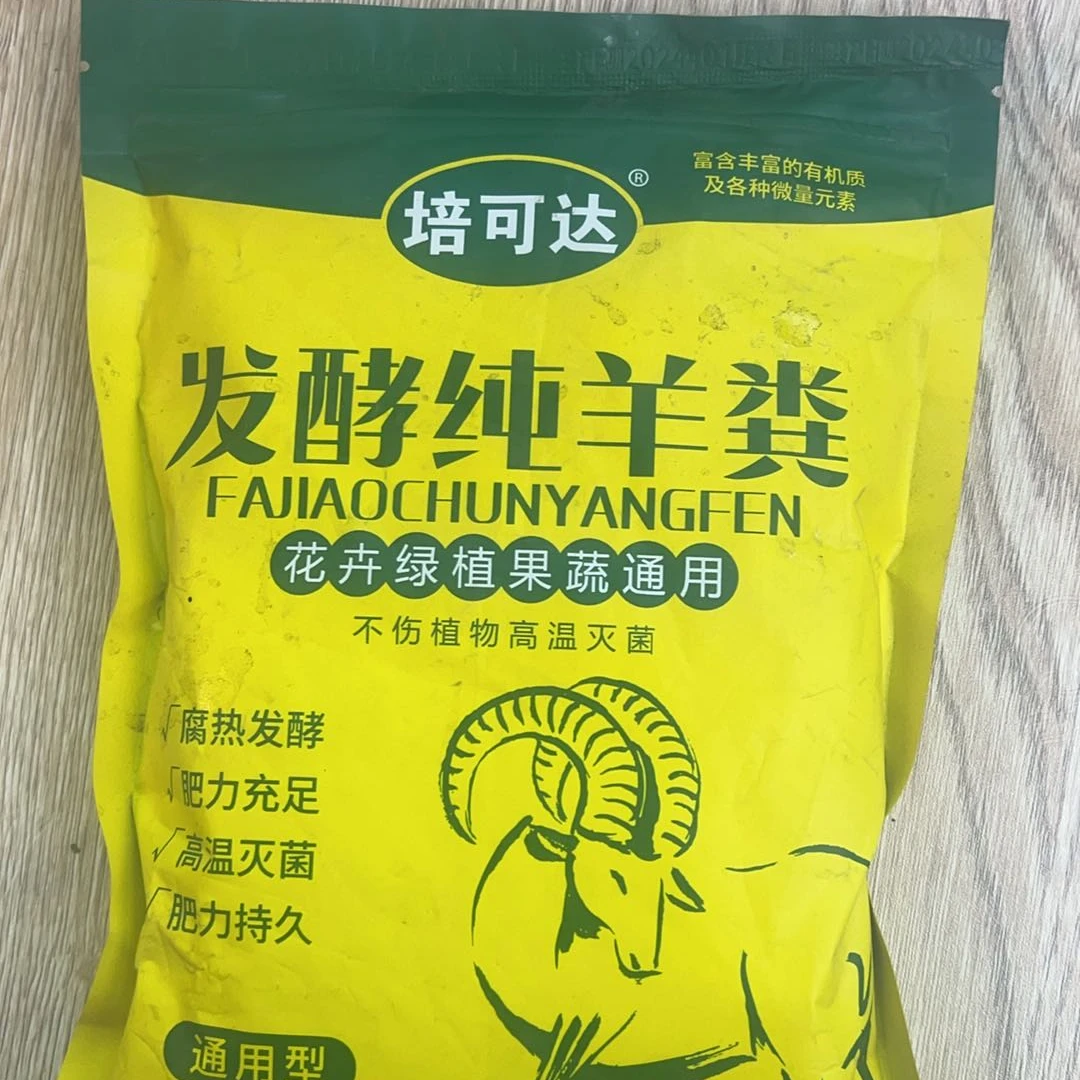 富含丰富的有机质
及各种微量元素
培可达®
发酵纯羊粪
FAJIAOCHUNYANGFEN
花卉绿植果蔬通用
不伤植物高温灭菌
√腐热发酵
√肥力充足
√高温灭菌
√肥力持久
通用型